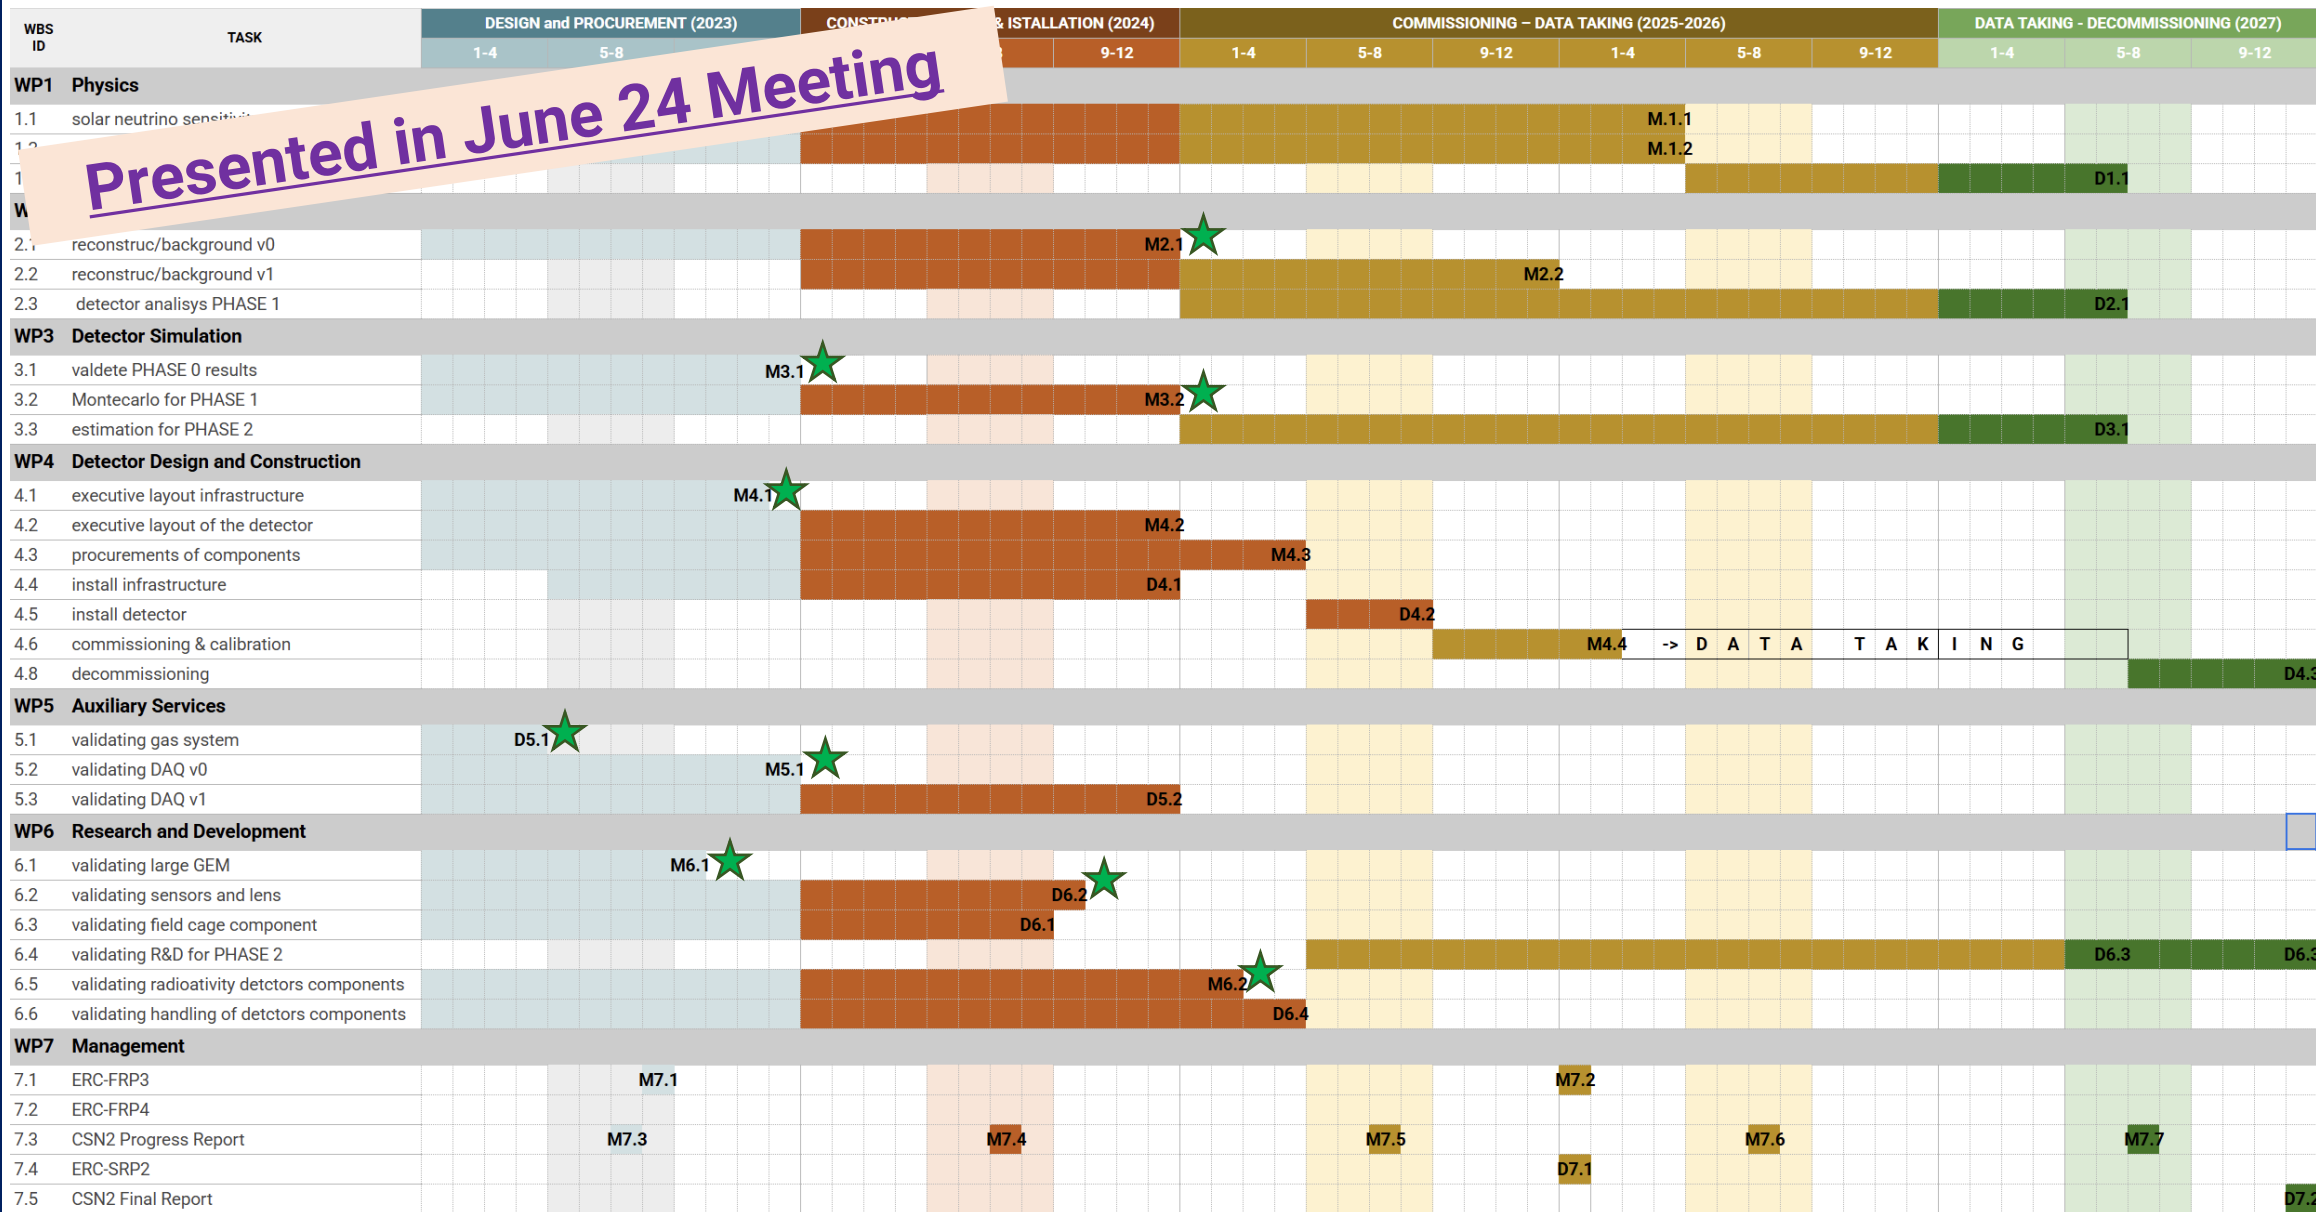 WBS ID TASK DESIGN and PROCUREMENT (2023) & ISTALLATION (2024) COMMISSIONING – DATA TAKING (2025-2026) DATA TAKING - DECOMMISSIONING (2027)
1-4 5-8 9-12 1-4 5-8 9-12 1-4 5-8 9-12 1-4 5-8 9-12
Presented in June 24 Meeting
WP1 Physics
1.1 solar neutrino M.1.1
M.1.2
D1.1
2.1 reconstruc/background v0 M2.1
2.2 reconstruc/background v1 M2.2
2.3 detector analisys PHASE 1 D2.1
WP3 Detector Simulation
3.1 valdete PHASE 0 results M3.1
3.2 Montecarlo for PHASE 1 M3.2
3.3 estimation for PHASE 2 D3.1
WP4 Detector Design and Construction
4.1 executive layout infrastructure M4.1
4.2 executive layout of the detector M4.2
4.3 procurements of components M4.3
4.4 install infrastructure D4.1
4.5 install detector D4.2
4.6 commissioning & calibration M4.4 -> D A T A T A K I N G
4.8 decommissioning D4.3
WP5 Auxiliary Services
5.1 validating gas system D5.1
5.2 validating DAQ v0 M5.1
5.3 validating DAQ v1 D5.2
WP6 Research and Development
6.1 validating large GEM M6.1
6.2 validating sensors and lens D6.2
6.3 validating field cage component D6.1
6.4 validating R&D for PHASE 2 D6.3 D6.3
6.5 validating radioativity detctors components M6.2
6.6 validating handling of detctors components D6.4
WP7 Management
7.1 ERC-FRP3 M7.1 M7.2
7.2 ERC-FRP4
7.3 CSN2 Progress Report M7.3 M7.4 M7.5 M7.6 M7.7
7.4 ERC-SRP2 D7.1
7.5 CSN2 Final Report D7.2